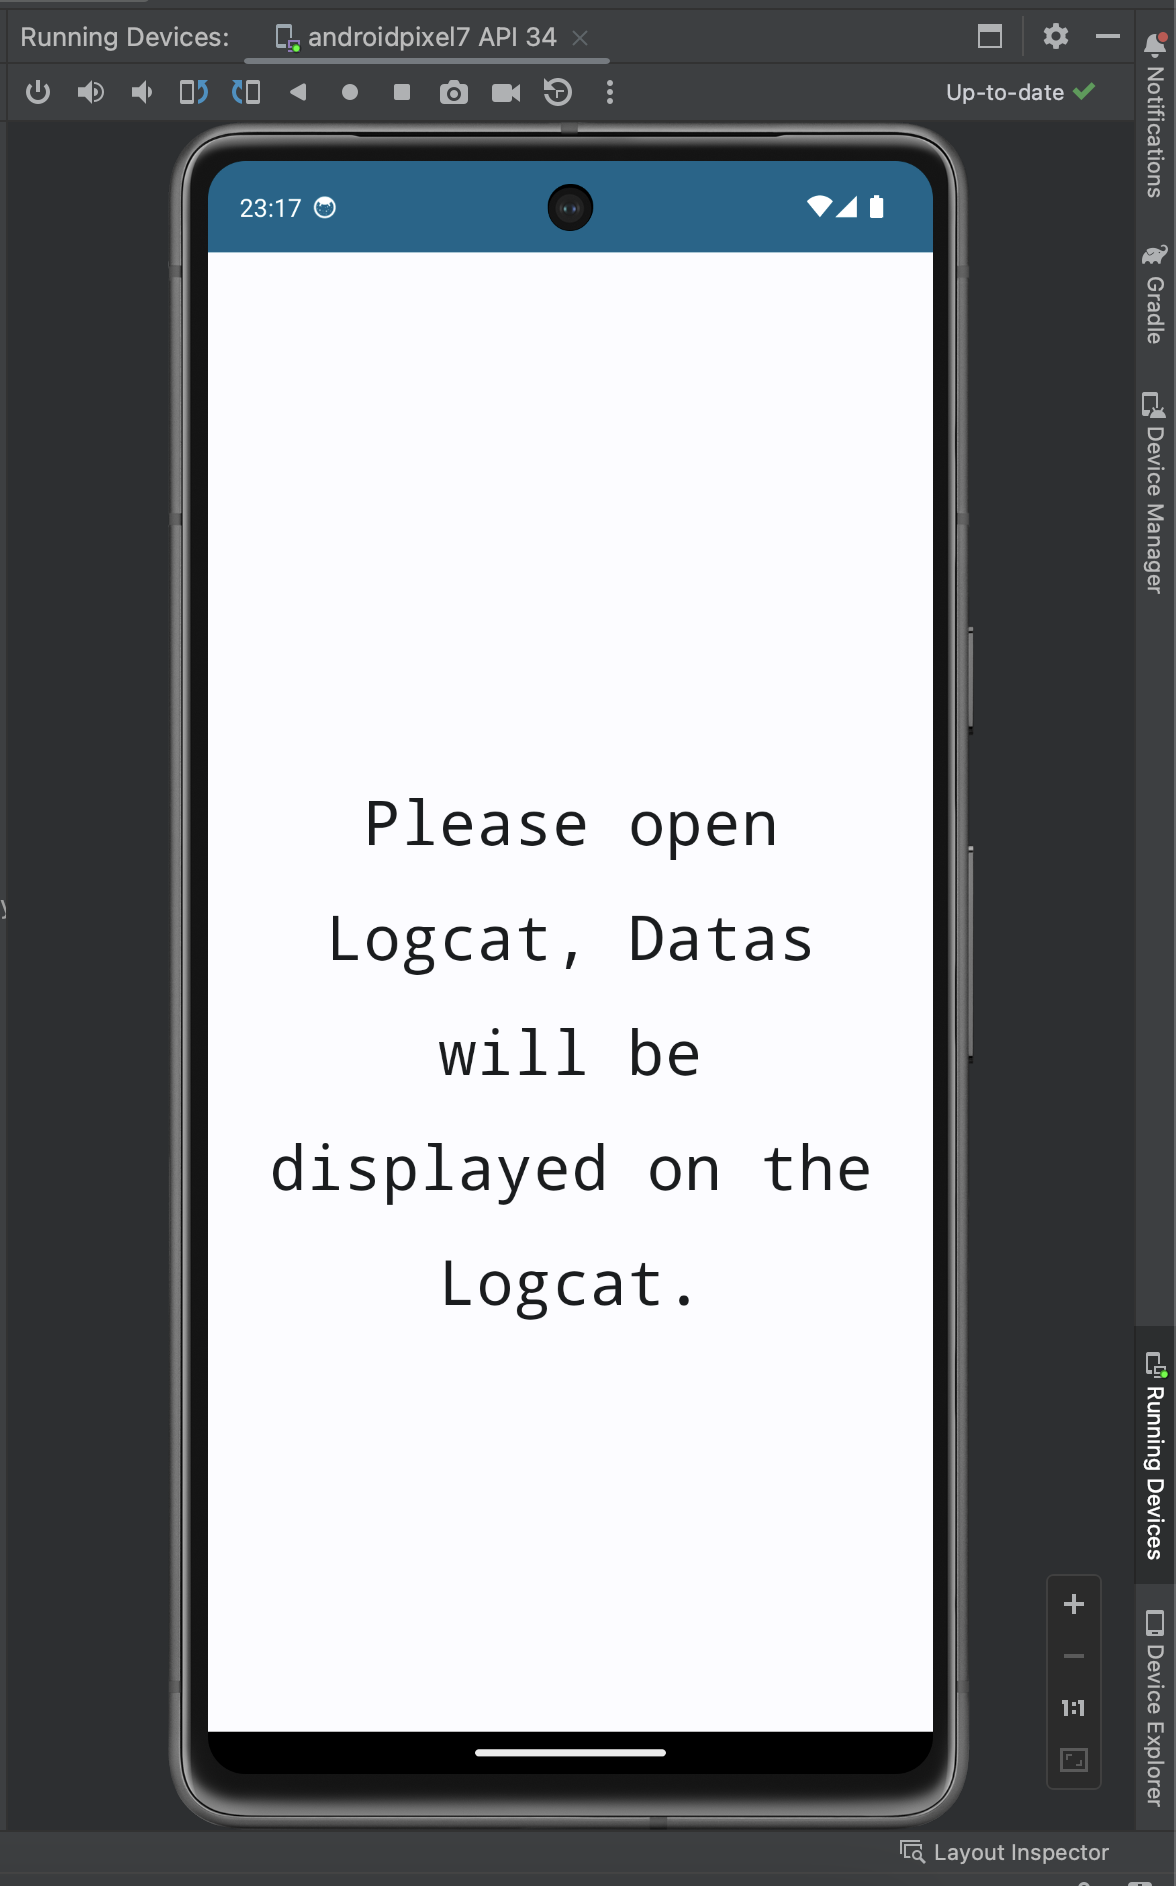 Running Devices:
androidpixel7 API 34
Up-to-date
23:17
Please open
Logcat, Datas
will be
displayed on the
Logcat.
1:1
Notifications
Gradle
Device Manager
Running Devices
Device Explorer
Layout Inspector